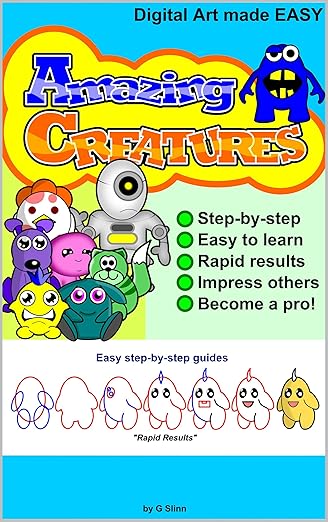 Digital Art made EASY
Amazing
CREATURES
Step-by-step
Easy to learn
Rapid results
Impress others
Become a pro!
Easy step-by-step guides
"Rapid Results"
by G Slinn